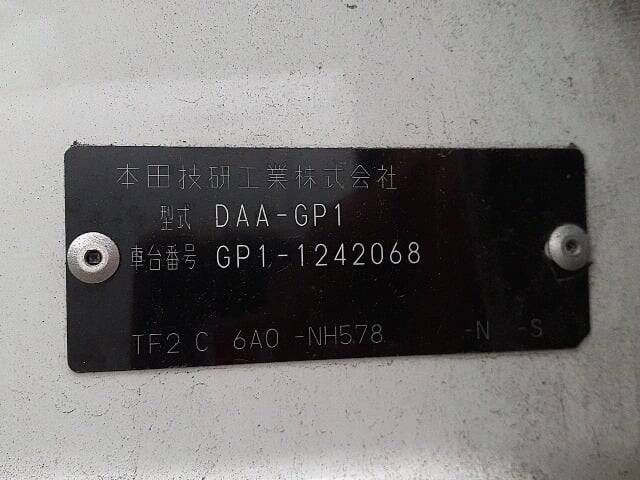 本田技研工業株式会社
型式 DAA-GP1
車台番号 GP1-1242068
TF2 C 6A0 -NH578 -N -S